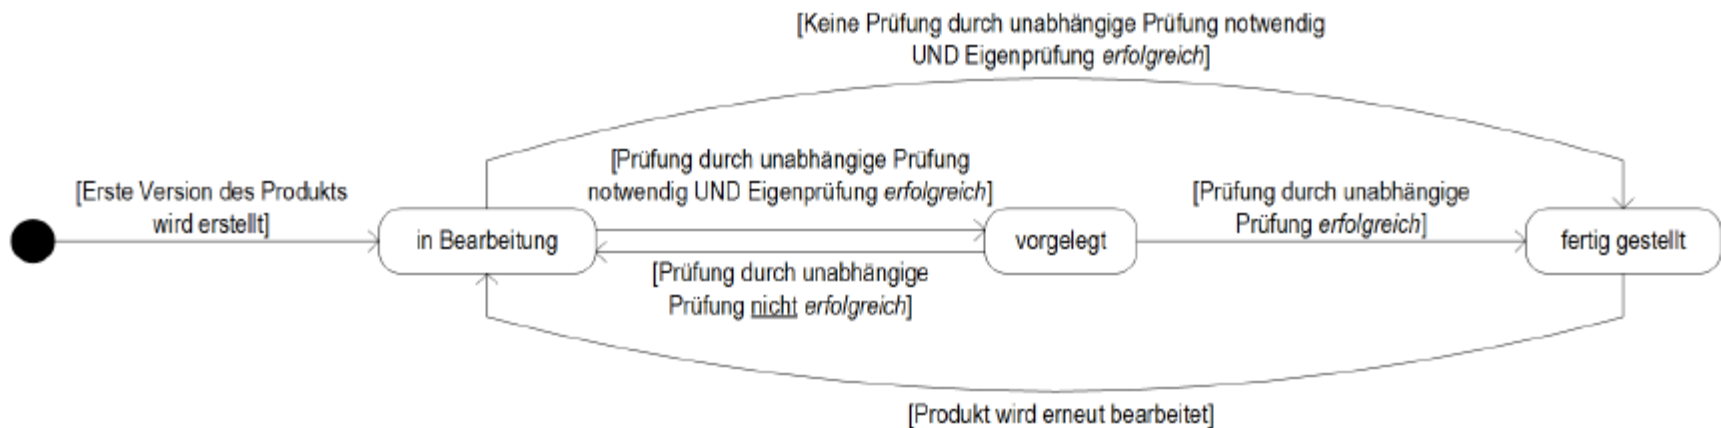 [Keine Prüfung durch unabhängige Prüfung notwendig
UND Eigenprüfung erfolgreich]
[Prüfung durch unabhängige Prüfung
notwendig UND Eigenprüfung erfolgreich]
[Erste Version des Produkts
wird erstellt]
[Prüfung durch unabhängige
Prüfung erfolgreich]
in Bearbeitung
vorgelegt
fertig gestellt
[Prüfung durch unabhängige
Prüfung nicht erfolgreich]
[Produkt wird erneut bearbeitet]